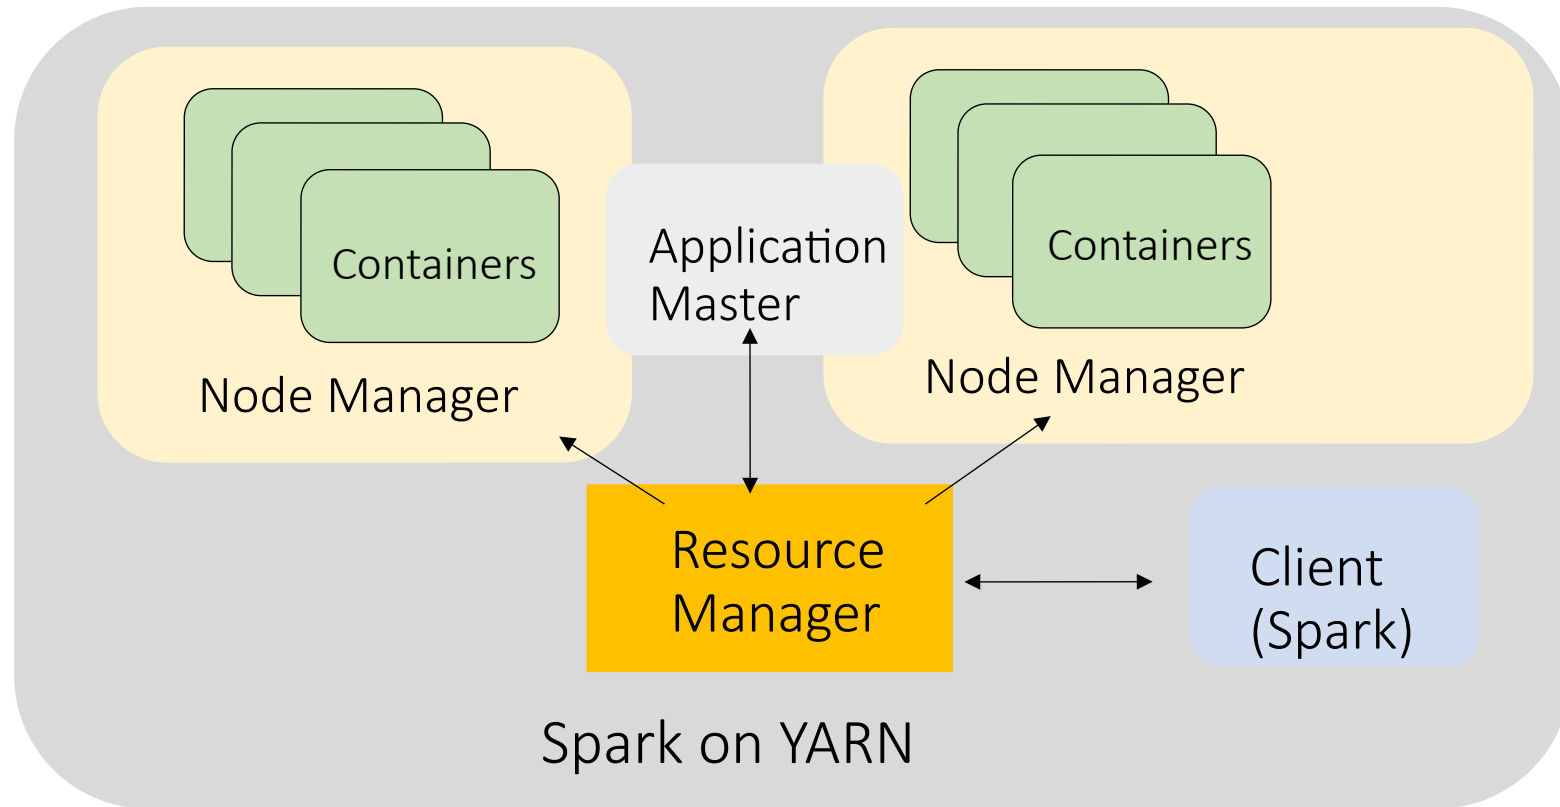 Containers
Node Manager
Application
Master
Containers
Node Manager
Resource
Manager
Client
(Spark)
Spark on YARN